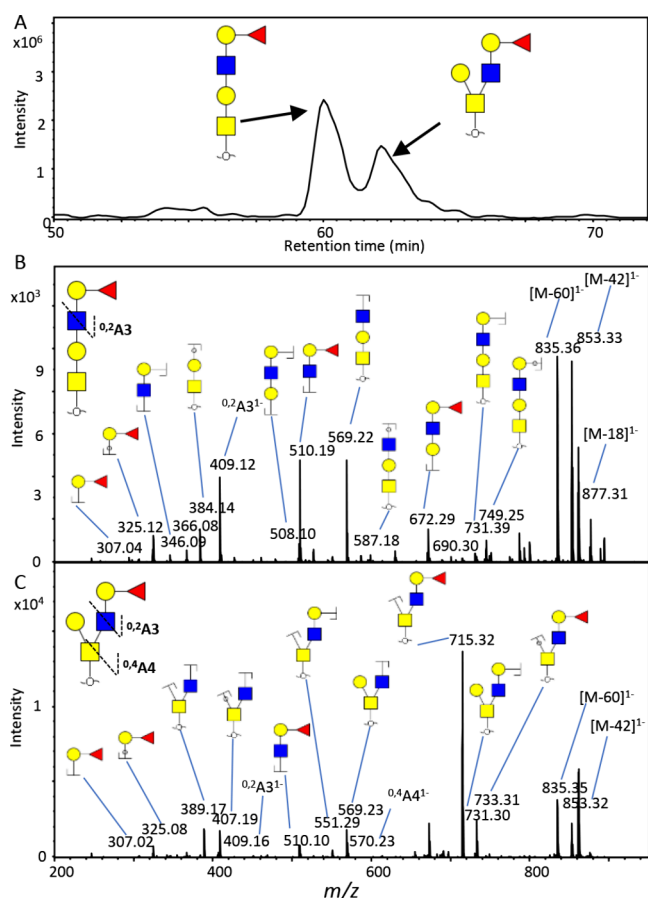 A
x10⁶
Intensity
3
2
1
0
50
60
70
Retention time (min)
B
x10³
Intensity
9
6
3
0
⁰,²A3
307.04
325.12
346.09
366.08
384.14
⁰,²A3¹⁻
409.12
508.10
510.19
569.22
587.18
672.29
690.30
731.39
749.25
[M-60]¹⁻
835.36
[M-42]¹⁻
853.33
[M-18]¹⁻
877.31
C
x10⁴
Intensity
1
0
⁰,²A3
⁰,⁴A4
307.02
325.08
389.17
407.19
⁰,²A3¹⁻
409.16
510.10
551.29
569.23
⁰,⁴A4¹⁻
570.23
715.32
731.30
733.31
[M-60]¹⁻
835.35
[M-42]¹⁻
853.32
200
400
600
800
m/z